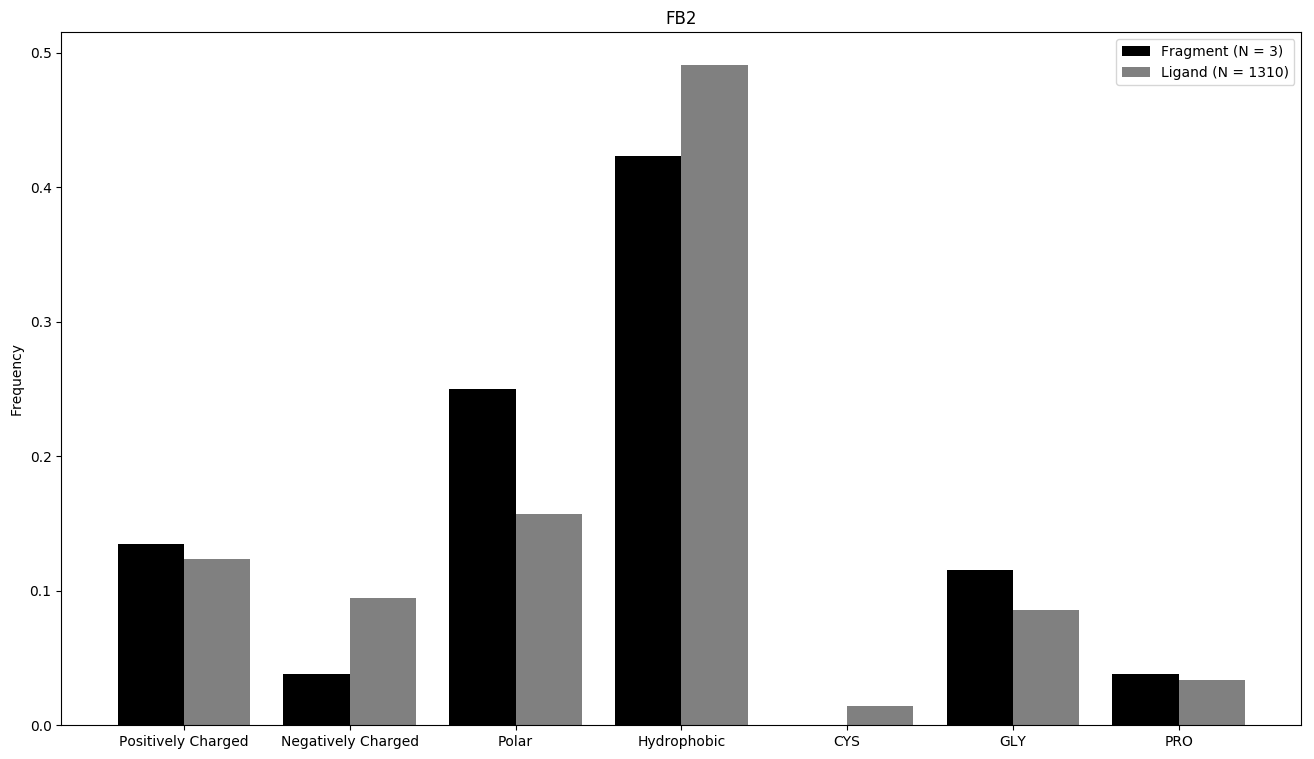 FB2
Fragment (N = 3)
Ligand (N = 1310)
Frequency
0.5
0.4
0.3
0.2
0.1
0.0
Positively Charged
Negatively Charged
Polar
Hydrophobic
CYS
GLY
PRO